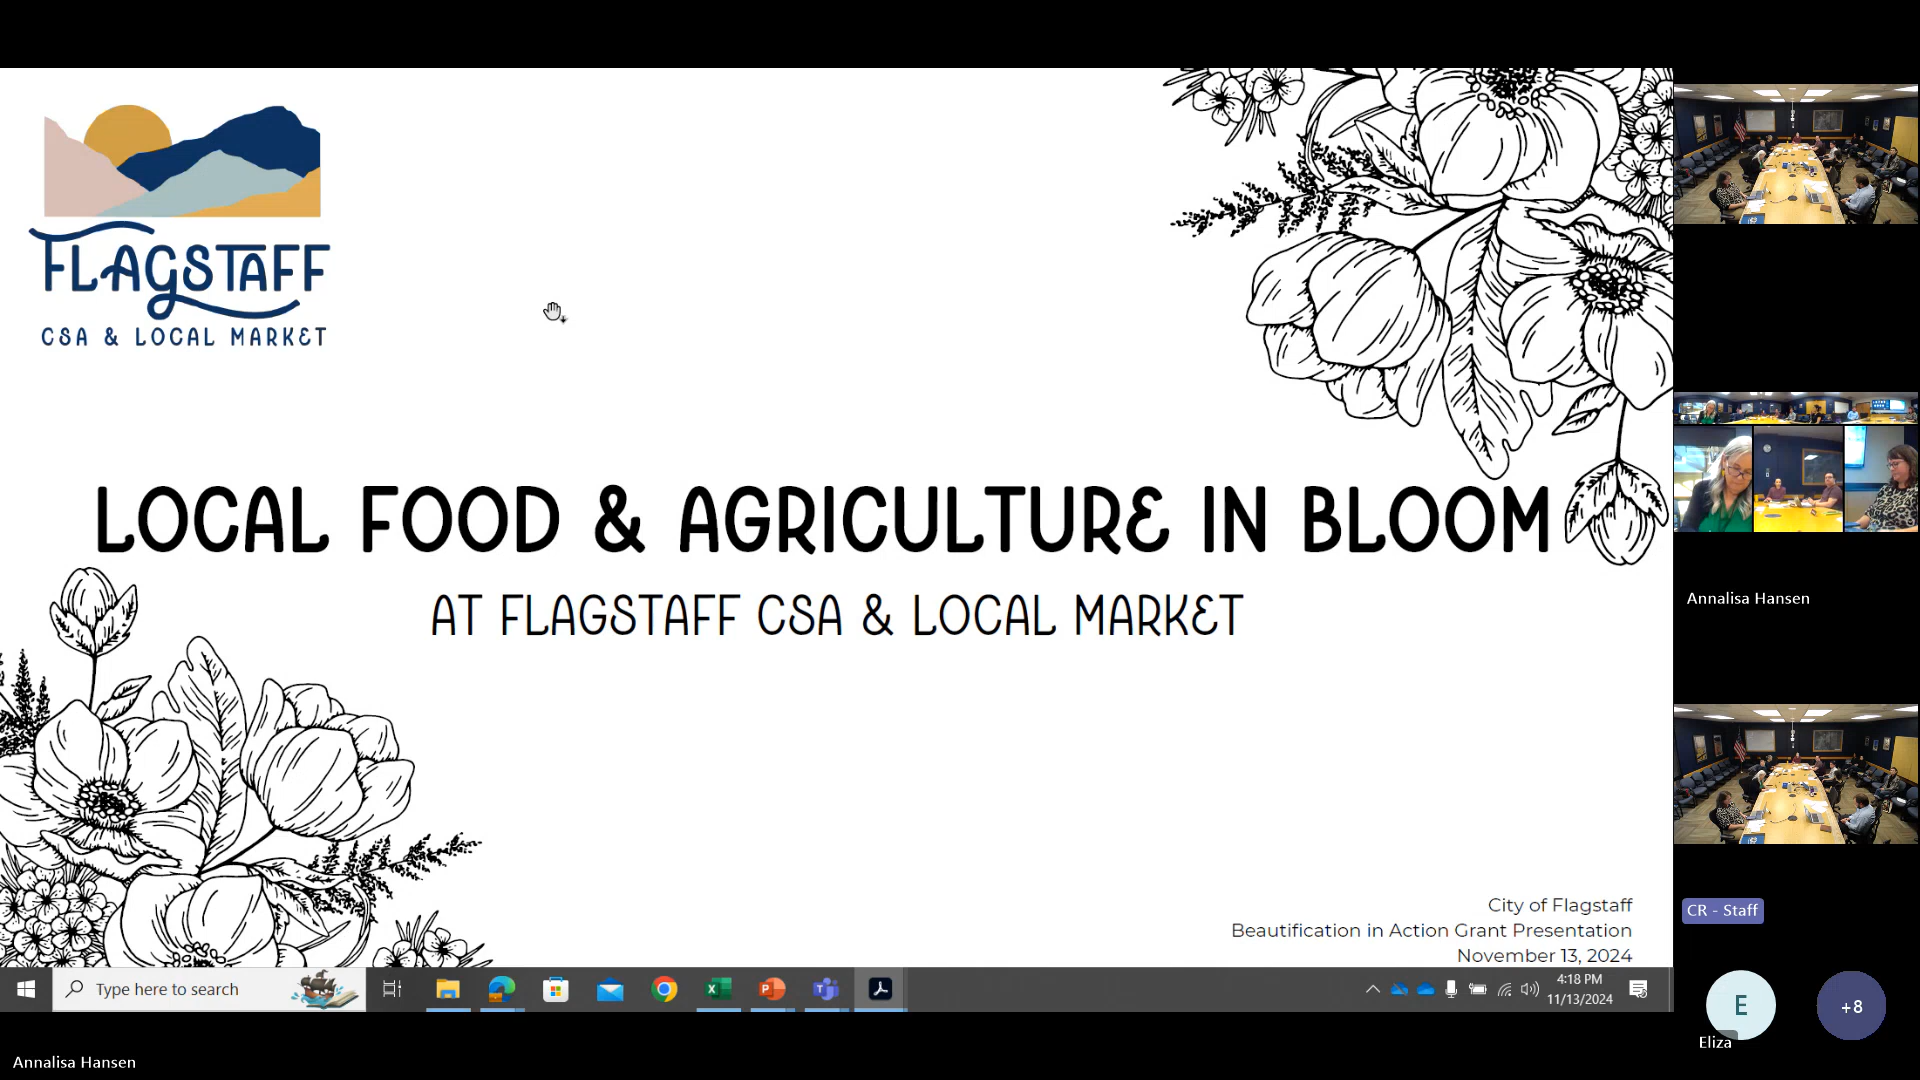 FLAGSTAFF
CSA & LOCAL MARKET
LOCAL FOOD & AGRICULTURE IN BLOOM
AT FLAGSTAFF CSA & LOCAL MARKET
City of Flagstaff
Beautification in Action Grant Presentation
November 13, 2024
Type here to search
4:18 PM
11/13/2024
Annalisa Hansen
Annalisa Hansen
CR - Staff
E
+8
Eliza